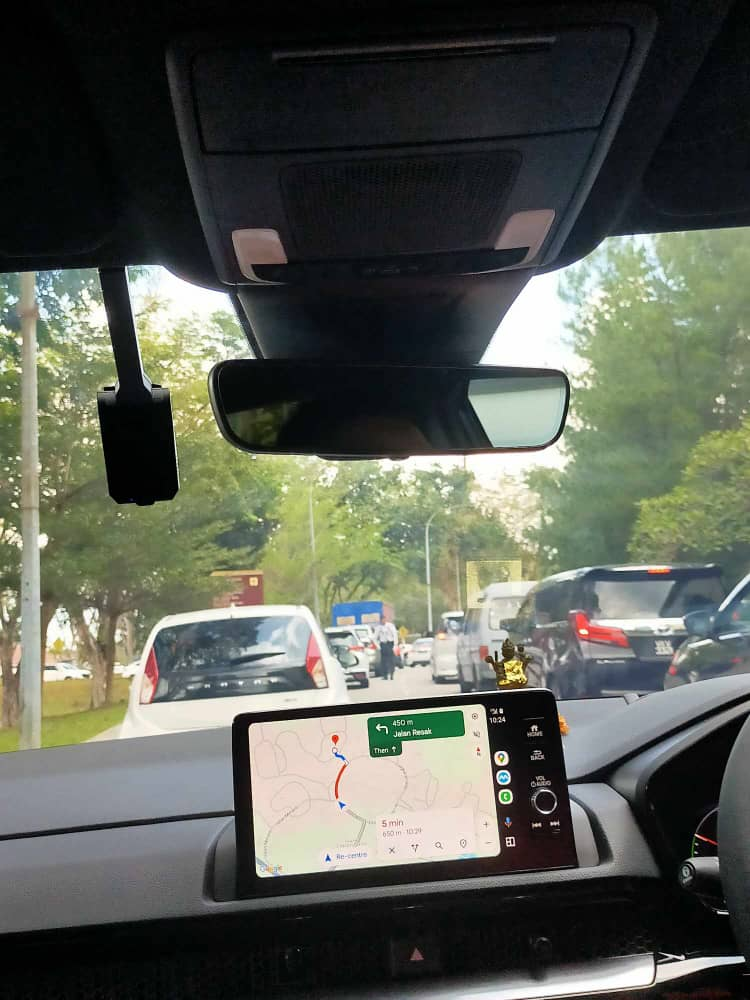 450 m
Jalan Resak
Then
10:24
HOME
BACK
VOL
AUDIO
5 min
650 m · 10:29
Re-centre
Google